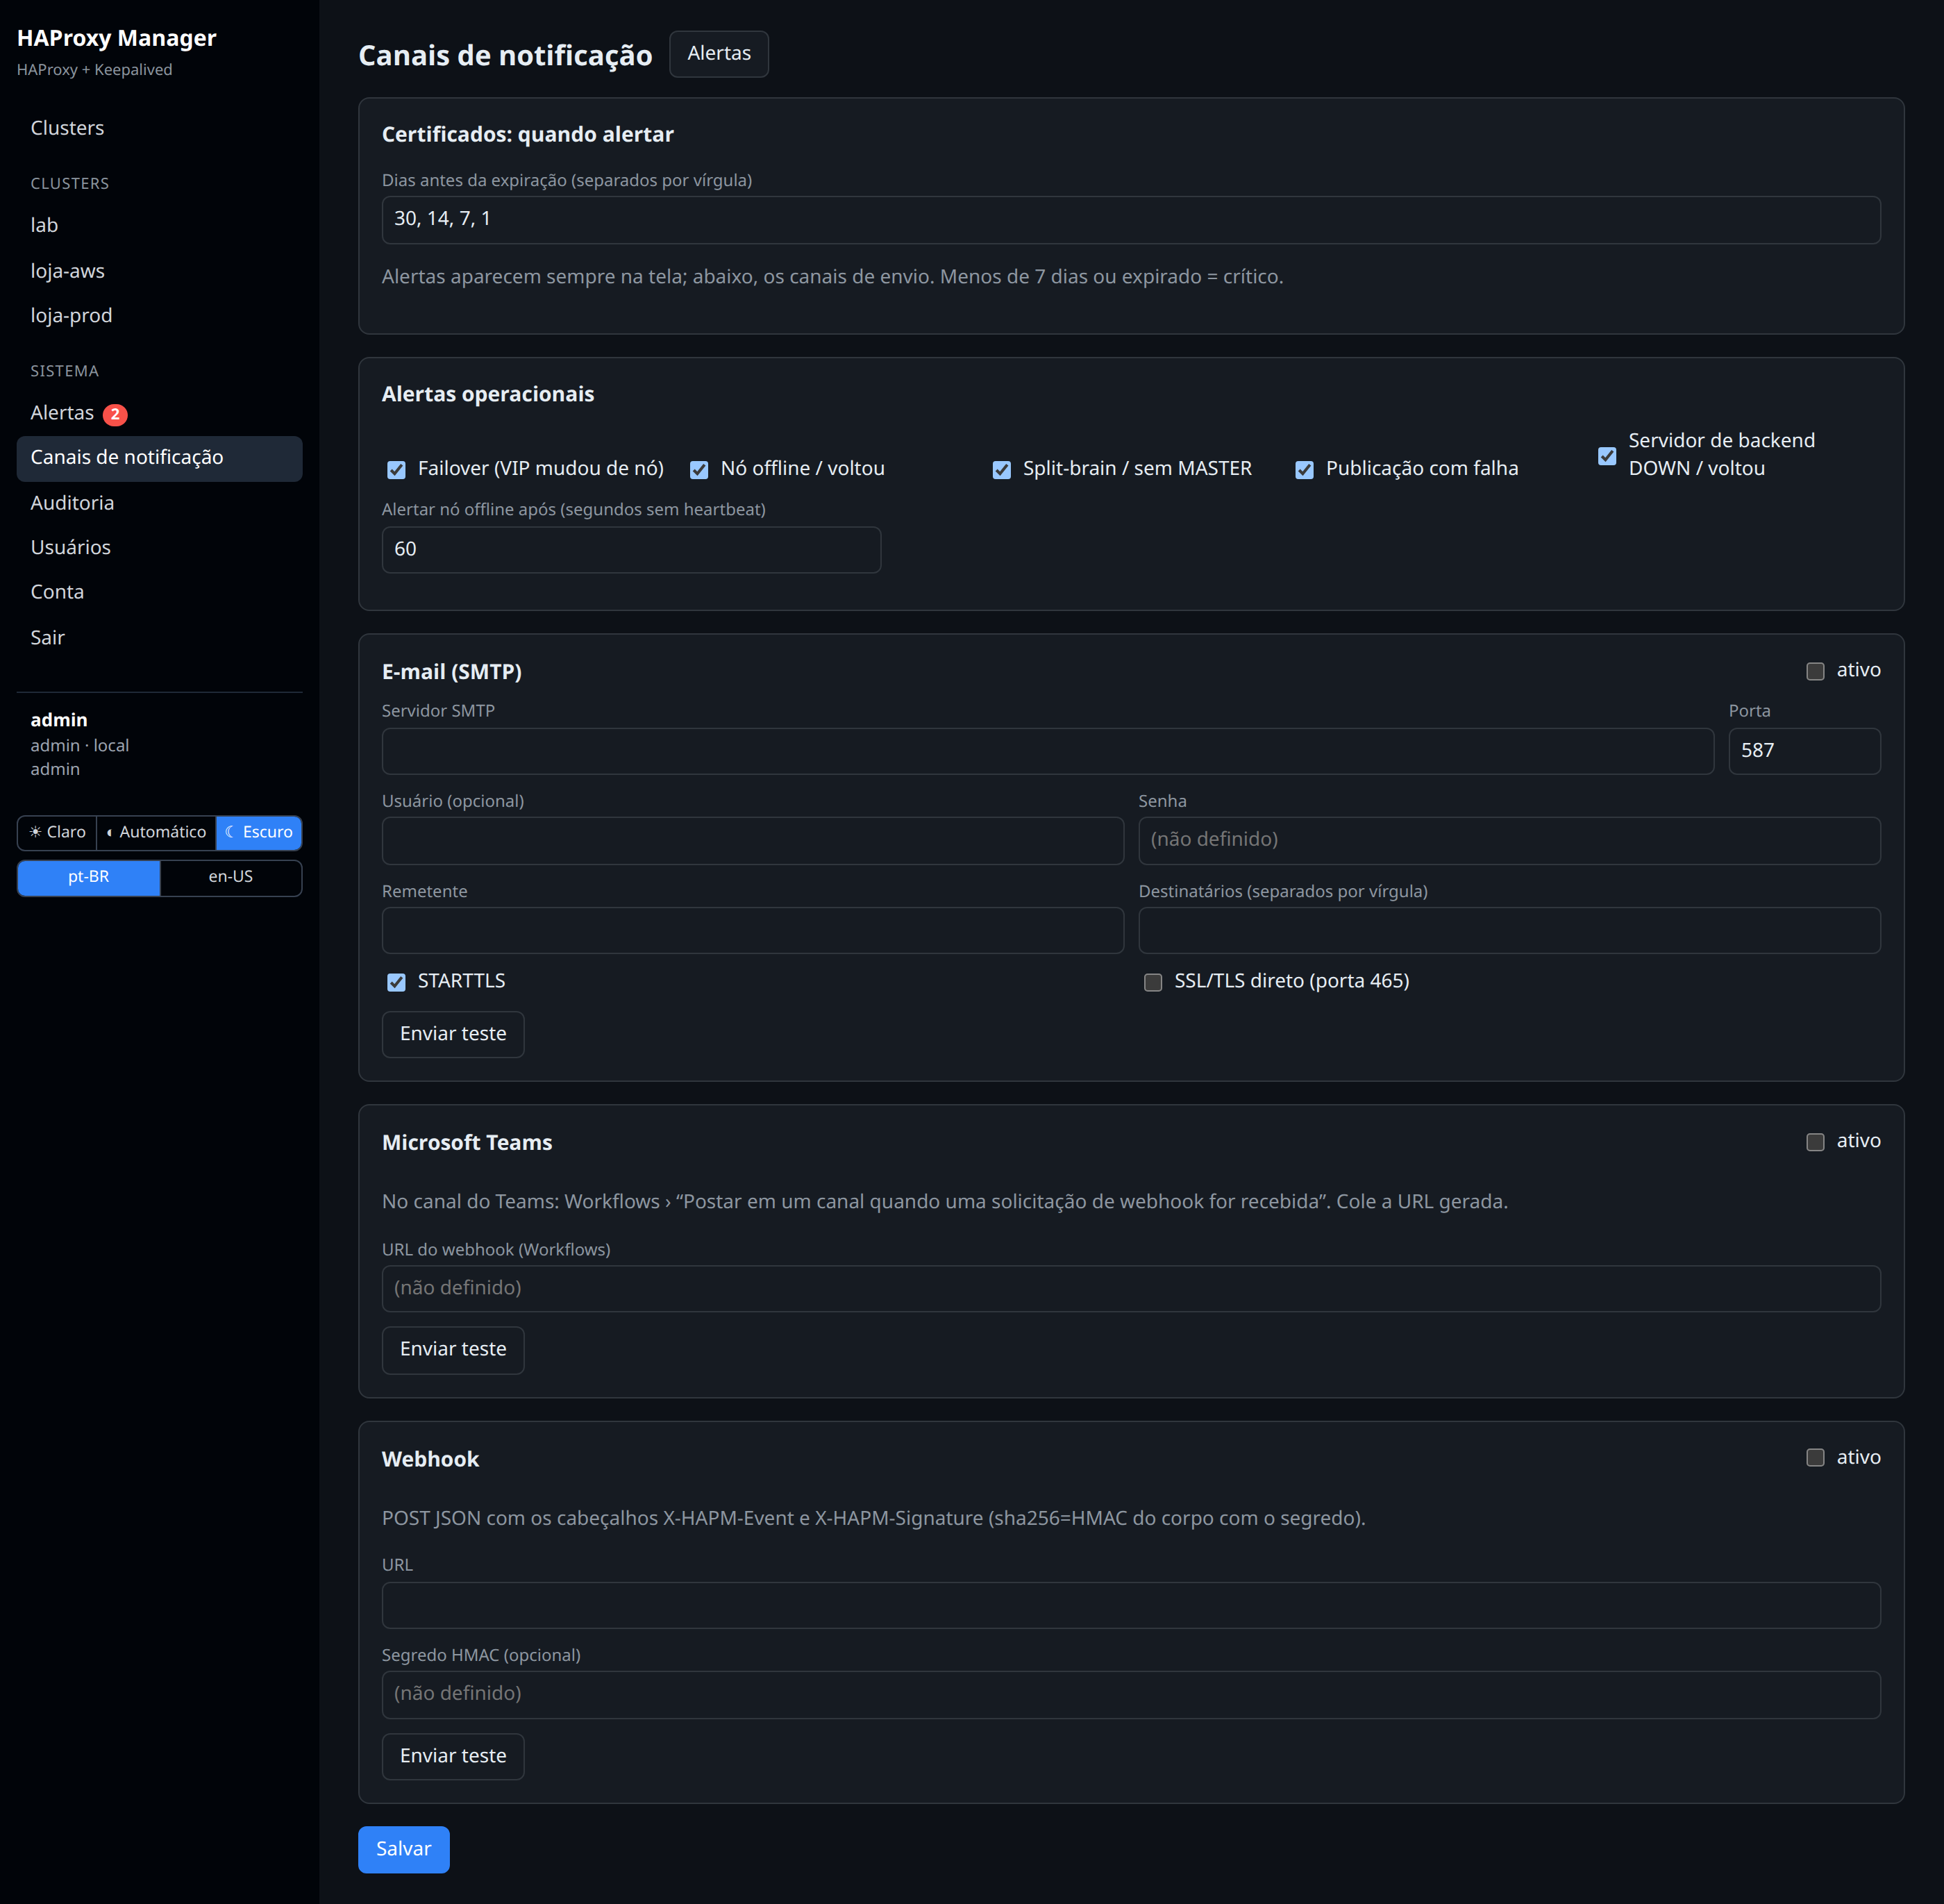 HAProxy Manager
HAProxy + Keepalived
Clusters
CLUSTERS
lab
loja-aws
loja-prod
SISTEMA
Alertas 2
Canais de notificação
Auditoria
Usuários
Conta
Sair
admin
admin · local
admin
☀ Claro
Automático
☾ Escuro
pt-BR
en-US
Canais de notificação
Alertas
Certificados: quando alertar
Dias antes da expiração (separados por vírgula)
30, 14, 7, 1
Alertas aparecem sempre na tela; abaixo, os canais de envio. Menos de 7 dias ou expirado = crítico.
Alertas operacionais
Failover (VIP mudou de nó)
Nó offline / voltou
Split-brain / sem MASTER
Publicação com falha
Servidor de backend
DOWN / voltou
Alertar nó offline após (segundos sem heartbeat)
60
E-mail (SMTP)
ativo
Servidor SMTP
Porta
587
Usuário (opcional)
Senha
(não definido)
Remetente
Destinatários (separados por vírgula)
STARTTLS
SSL/TLS direto (porta 465)
Enviar teste
Microsoft Teams
ativo
No canal do Teams: Workflows › “Postar em um canal quando uma solicitação de webhook for recebida”. Cole a URL gerada.
URL do webhook (Workflows)
(não definido)
Enviar teste
Webhook
ativo
POST JSON com os cabeçalhos X-HAPM-Event e X-HAPM-Signature (sha256=HMAC do corpo com o segredo).
URL
Segredo HMAC (opcional)
(não definido)
Enviar teste
Salvar